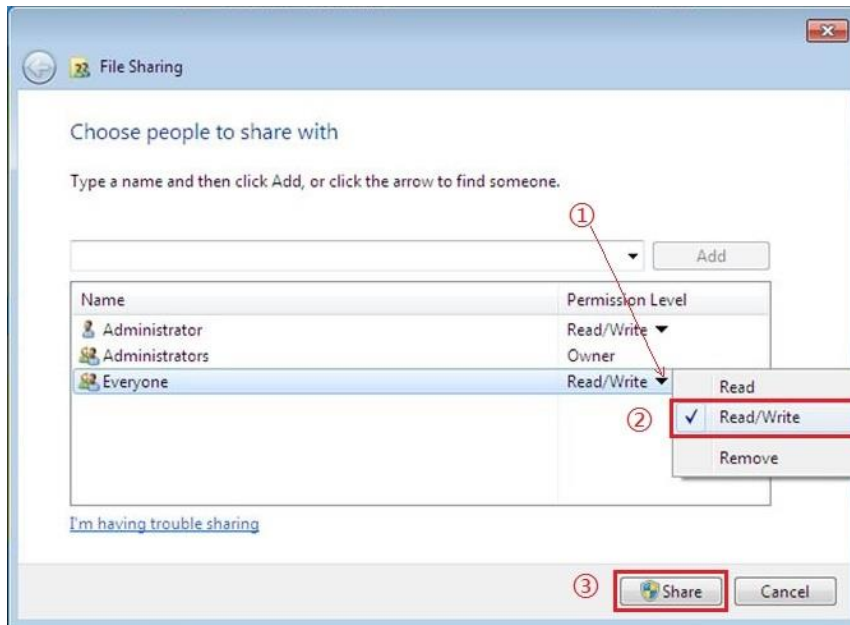 File Sharing
Choose people to share with
Type a name and then click Add, or click the arrow to find someone.
①
Add
Name Permission Level
Administrator Read/Write
Administrators Owner
Everyone Read/Write
Read
② ✓ Read/Write
Remove
I'm having trouble sharing
③ Share Cancel